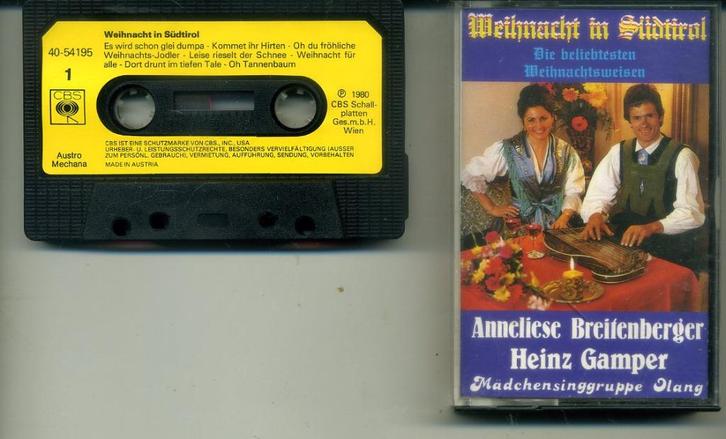 Weihnacht in Südtirol
40-54195
Es wird schon glei dumpa - Kommet ihr Hirten - Oh du fröhliche
Weihnachts-Jodler - Leise rieselt der Schnee - Weihnacht für
alle - Dort drunt im tiefen Tale - Oh Tannenbaum
1
CBS
℗ 1980
CBS Schall-
platten
Ges.m.b.H.
Wien
Austro
Mechana
CBS IST EINE SCHUTZMARKE VON CBS, INC., USA
URHEBER- U. LEISTUNGSSCHUTZRECHTE, BESONDERS VERVIELFÄLTIGUNG (AUSSER
ZUM PERSÖNL. GEBRAUCH), VERMIETUNG, AUFFÜHRUNG, SENDUNG, VORBEHALTEN
MADE IN AUSTRIA
Weihnacht in Südtirol
Die beliebtesten
Weihnachtsweisen
Anneliese Breitenberger
Heinz Gamper
Mädchensinggruppe Olang